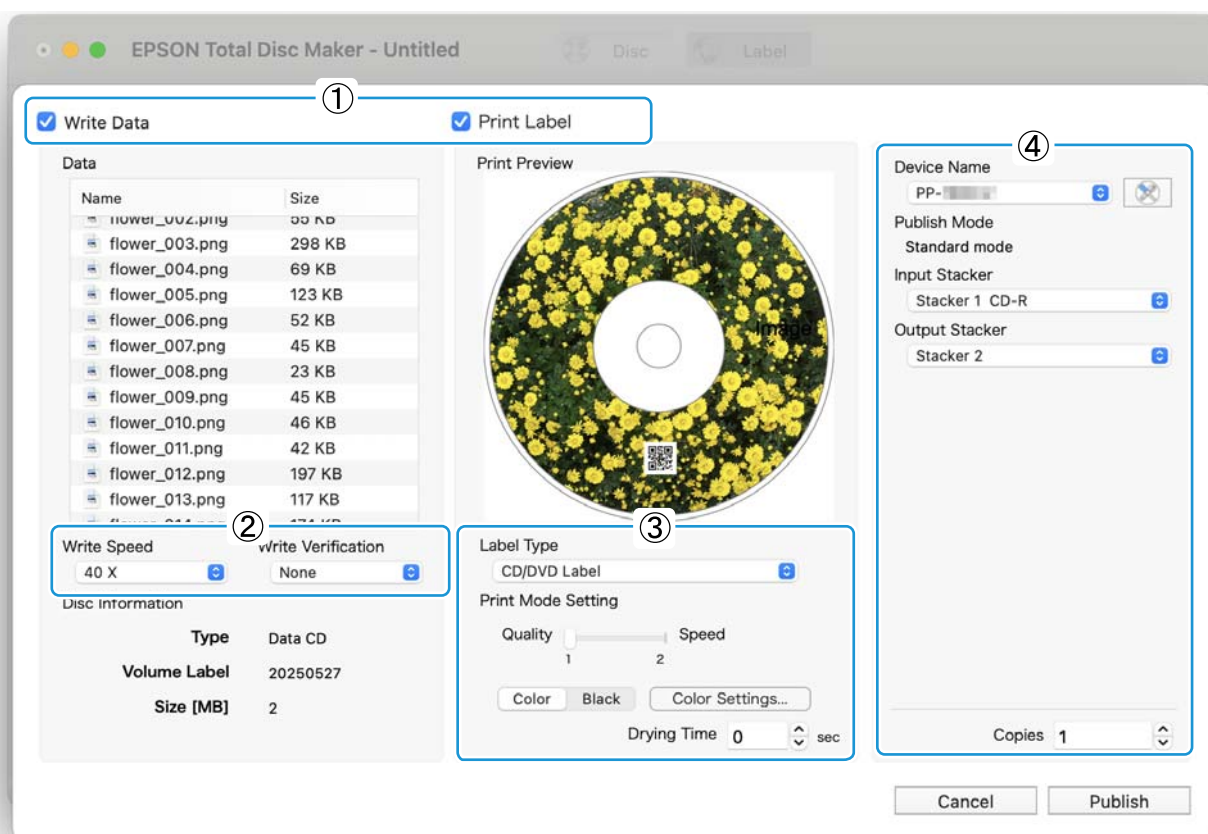 EPSON Total Disc Maker - Untitled
Disc
Label
①
Write Data
Print Label
Data
Name Size
flower_002.png 55 KB
flower_003.png 298 KB
flower_004.png 69 KB
flower_005.png 123 KB
flower_006.png 52 KB
flower_007.png 45 KB
flower_008.png 23 KB
flower_009.png 45 KB
flower_010.png 46 KB
flower_011.png 42 KB
flower_012.png 197 KB
flower_013.png 117 KB
②
Write Speed Write Verification
40 X None
Disc Information
Type Data CD
Volume Label 20250527
Size [MB] 2
Print Preview
③
Label Type
CD/DVD Label
Print Mode Setting
Quality Speed
1 2
Color Black Color Settings...
Drying Time 0 sec
④
Device Name
PP-
Publish Mode
Standard mode
Input Stacker
Stacker 1 CD-R
Output Stacker
Stacker 2
Copies 1
Cancel Publish